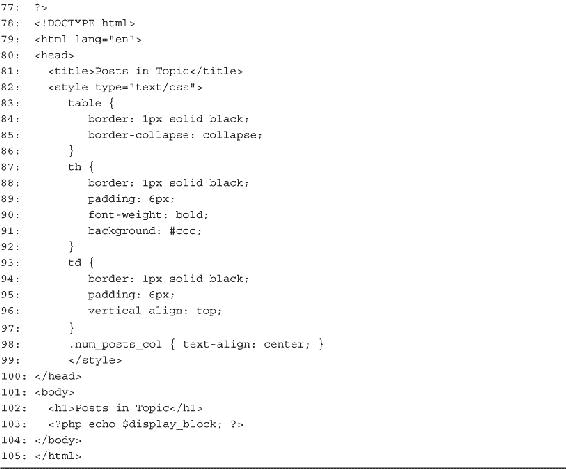 77: ?>
78: <!DOCTYPE html>
79: <html lang="en">
80: <head>
81: <title>Posts in Topic</title>
82: <style type="text/css">
83: table {
84: border: 1px solid black;
85: border-collapse: collapse;
86: }
87: th {
88: border: 1px solid black;
89: padding: 6px;
90: font-weight: bold;
91: background: #ccc;
92: }
93: td {
94: border: 1px solid black;
95: padding: 6px;
96: vertical-align: top;
97: }
98: .num_posts_col { text-align: center; }
99: </style>
100: </head>
101: <body>
102: <h1>Posts in Topic</h1>
103: <?php echo $display_block; ?>
104: </body>
105: </html>